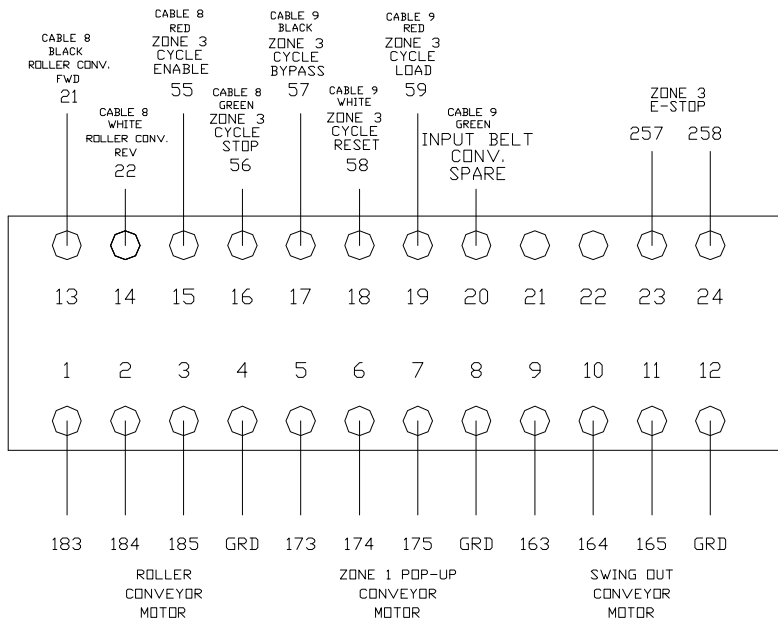 CABLE 8
BLACK
ROLLER CONV.
FWD
21
CABLE 8
WHITE
ROLLER CONV.
REV
22
CABLE 8
RED
ZONE 3
CYCLE
ENABLE
55
CABLE 8
GREEN
ZONE 3
CYCLE
STOP
56
CABLE 9
BLACK
ZONE 3
CYCLE
BYPASS
57
CABLE 9
WHITE
ZONE 3
CYCLE
RESET
58
CABLE 9
RED
ZONE 3
CYCLE
LOAD
59
CABLE 9
GREEN
INPUT BELT
CONV.
SPARE
ZONE 3
E-STOP
257 258
13 14 15 16 17 18 19 20 21 22 23 24
1 2 3 4 5 6 7 8 9 10 11 12
183 184 185 GRD 173 174 175 GRD 163 164 165 GRD
ROLLER
CONVEYOR
MOTOR
ZONE 1 POP-UP
CONVEYOR
MOTOR
SWING OUT
CONVEYOR
MOTOR